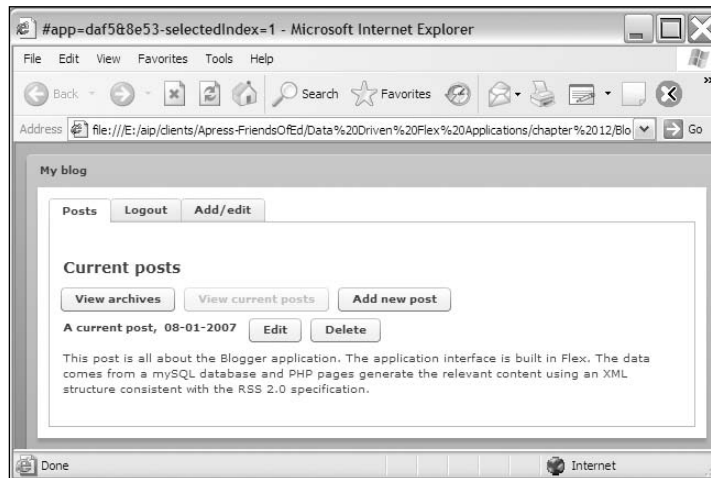 #app=daf5&8e53-selectedIndex=1 - Microsoft Internet Explorer
File Edit View Favorites Tools Help
Back Search Favorites »
Address file:///E:/aip/clients/Apress-FriendsOfEd/Data%20Driven%20Flex%20Applications/chapter%2012/Blo Go
My blog
Posts Logout Add/edit
Current posts
View archives View current posts Add new post
A current post, 08-01-2007 Edit Delete
This post is all about the Blogger application. The application interface is built in Flex. The data
comes from a mySQL database and PHP pages generate the relevant content using an XML
structure consistent with the RSS 2.0 specification.
Done Internet